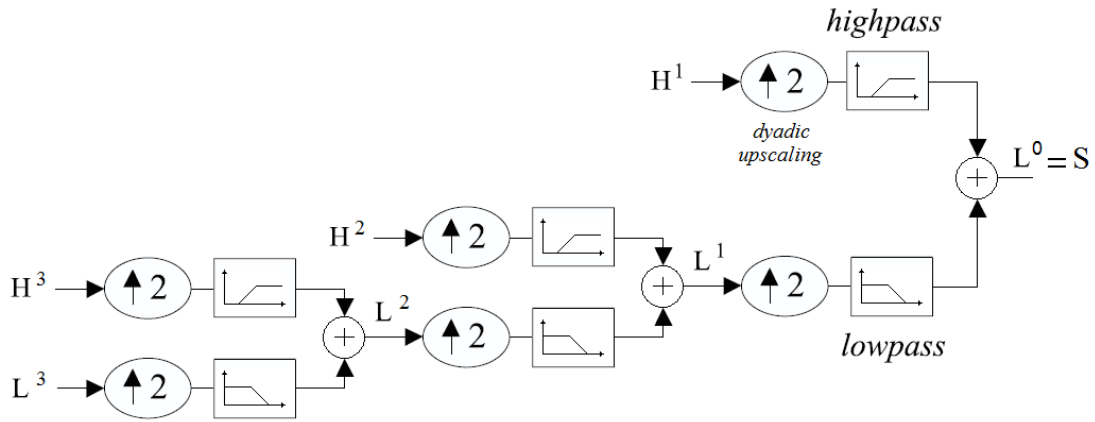 highpass
H¹ ↑2
dyadic
upscaling
+ L⁰ = S
H² ↑2
+ L¹ ↑2
H³ ↑2
+ L² ↑2
lowpass
L³ ↑2